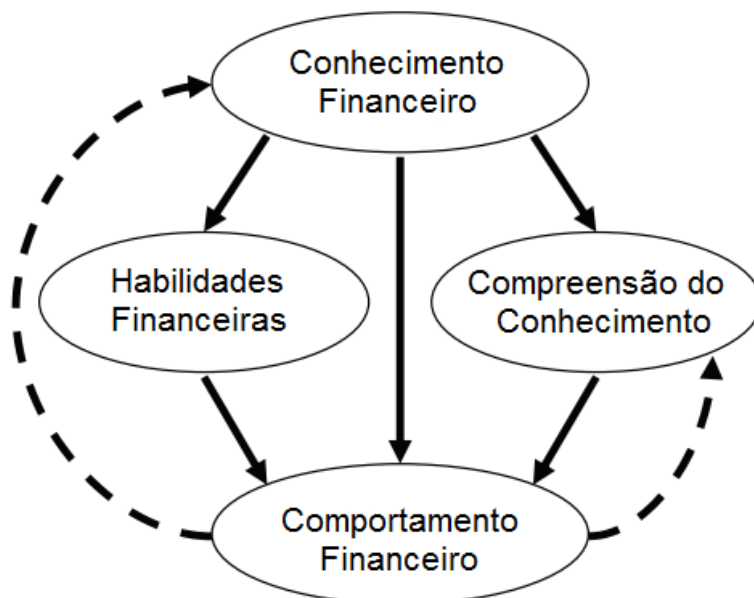 Conhecimento
Financeiro
Habilidades
Financeiras
Compreensão do
Conhecimento
Comportamento
Financeiro